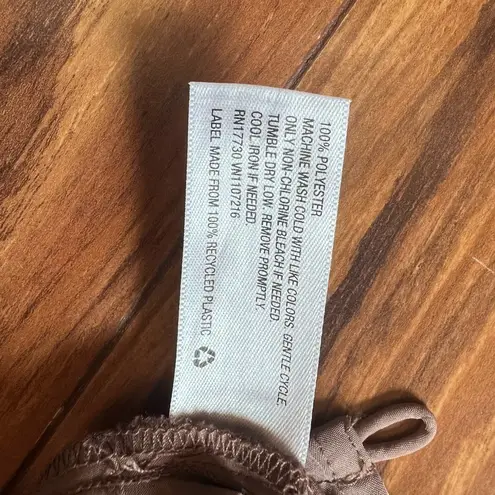 100% POLYESTER
MACHINE WASH COLD WITH LIKE COLORS. GENTLE CYCLE.
ONLY NON-CHLORINE BLEACH IF NEEDED.
TUMBLE DRY LOW. REMOVE PROMPTLY.
COOL IRON IF NEEDED.
RN17730 VN1107216
LABEL MADE FROM 100% RECYCLED PLASTIC